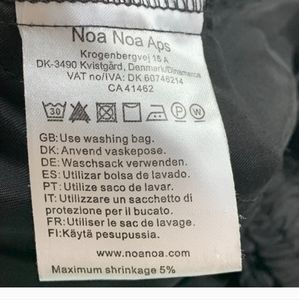 Noa Noa Aps
Krogenbergvej 15 A
DK-3490 Kvistgård, Denmark/Dinamarca
VAT no/IVA: DK 60746214
CA 41462
30 P W
GB: Use washing bag.
DK: Anvend vaskepose.
DE: Waschsack verwenden.
ES: Utilizar bolsa de lavado.
PT: Utilize saco de lavar.
IT: Utilizzare un sacchetto di
protezione per il bucato.
FR: Utiliser le sac de lavage.
FI: Käytä pesupussia.
www.noanoa.com
Maximum shrinkage 5%